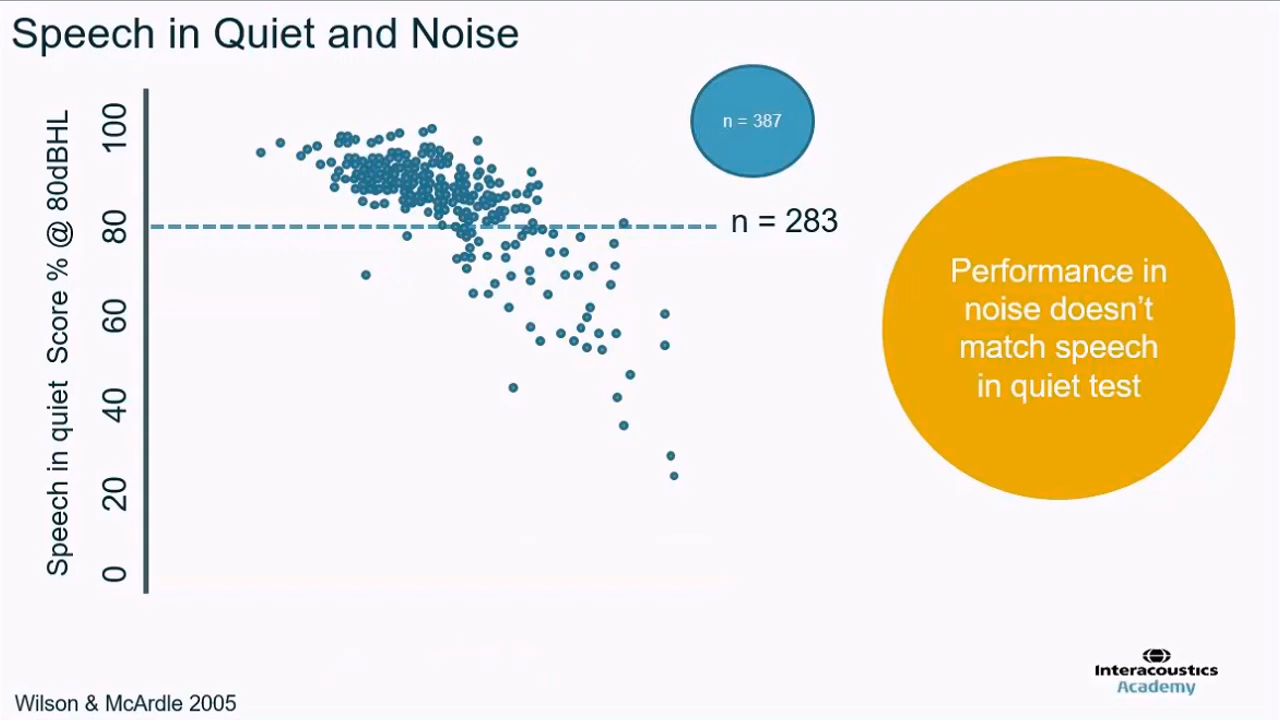 Speech in Quiet and Noise
n = 387
Speech in quiet Score % @ 80dBHL
100
80
60
40
20
0
n = 283
Performance in
noise doesn’t
match speech
in quiet test
Wilson & McArdle 2005
Interacoustics
Academy